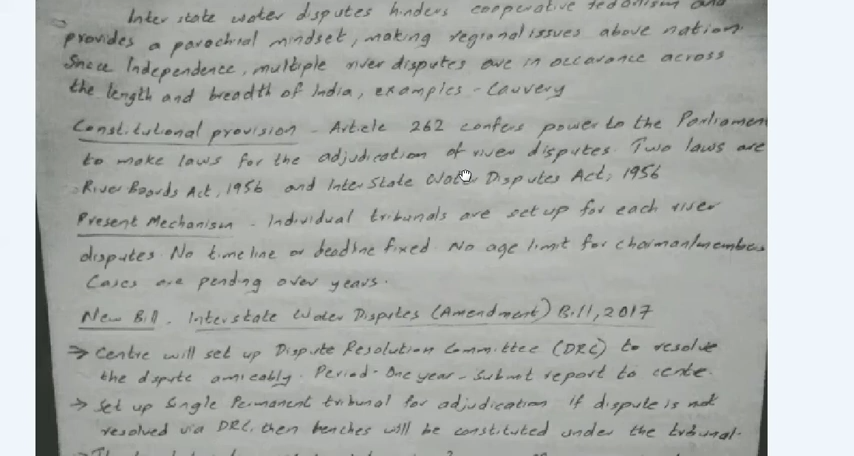 Inter state water disputes hinders cooperative fedaralism and
provides a parochial mindset, making regional issues above nation.
Since Independence, multiple river disputes are in occurance across
the length and breadth of India, examples - Cauvery
Constitutional provision - Article 262 confers power to the Parliament
to make laws for the adjudication of river disputes. Two laws are
River Boards Act, 1956 and Inter State Water Disputes Act, 1956
Present Mechanism - Individual tribunals are set up for each river
disputes. No timeline or deadline fixed. No age limit for chairman/members
Cases are pending over years.
New Bill. Interstate Water Disputes (Amendment) Bill, 2017
→ Centre will set up Dispute Resolution Committee (DRC) to resolve
the dispute amicably. Period - One year - Submit report to cente.
→ Set up Single Permanent tribunal for adjudication if dispute is not
resolved via DRC, then benches will be constituted under the tribunal.